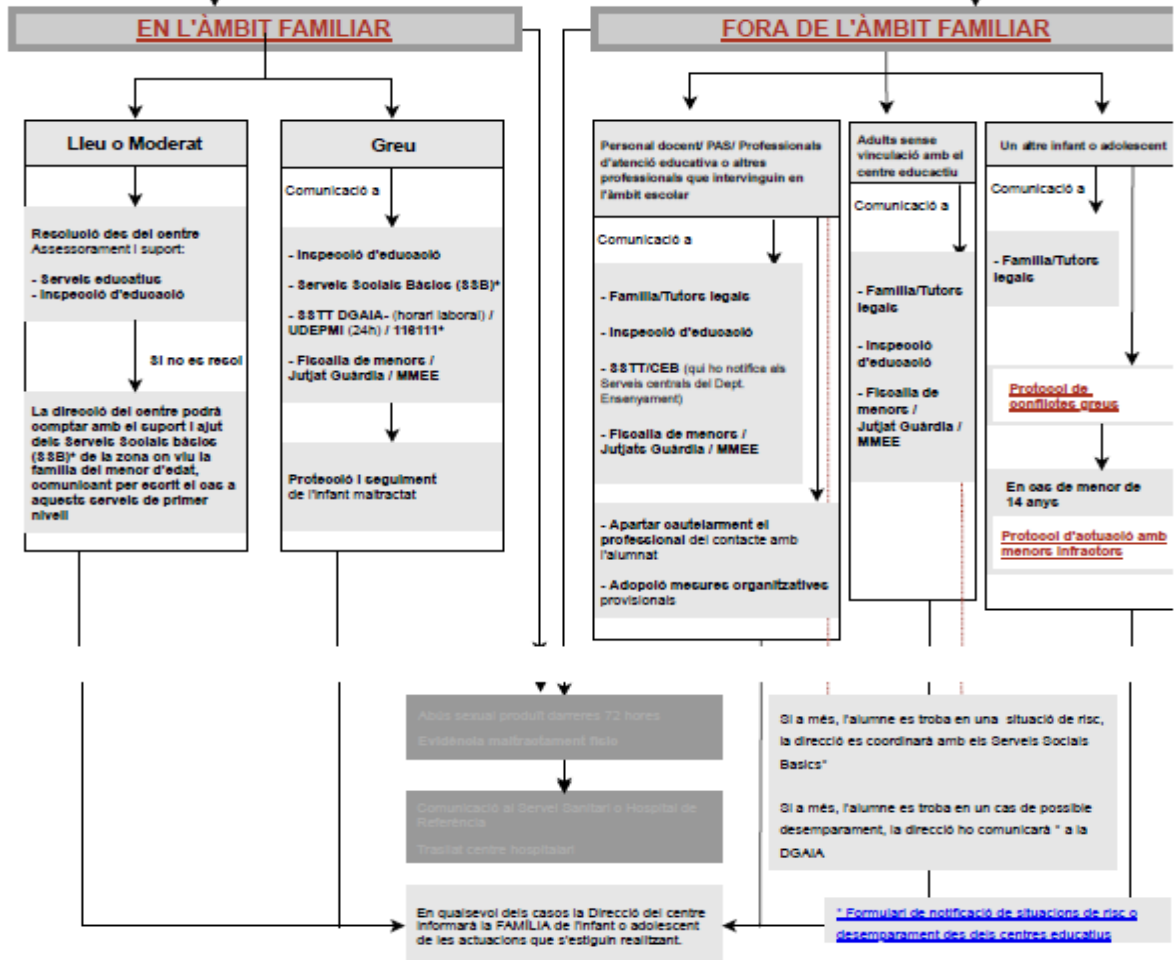 EN L'ÀMBIT FAMILIAR
Lleu o Moderat
Resolució des del centre
Assessorament i suport:
- Serveis educatius
- Inspecció d'educació
Si no es resol
La direcció del centre podrà
comptar amb el suport i ajut
dels Serveis Socials bàsics
(SSB)* de la zona on viu la
família del menor d'edat,
comunicant per escrit el cas a
aquests serveis de primer
nivell
Greu
Comunicació a
- Inspecció d'educació
- Serveis Socials Bàsics (SSB)*
- SSTT DGAIA- (horari laboral) /
UDEPMI (24h) / 116111*
- Fiscalia de menors /
Jutjat Guàrdia / MMEE
Protecció i seguiment
de l'infant maltractat
FORA DE L'ÀMBIT FAMILIAR
Personal docent/ PAS/ Professionals
d'atenció educativa o altres
professionals que intervinguin en
l'àmbit escolar
Comunicació a
- Família/Tutors legals
- Inspecció d'educació
- SSTT/CEB (qui ho notifica als
Serveis centrals del Dept.
Ensenyament)
- Fiscalia de menors /
Jutjats Guàrdia / MMEE
- Apartar cautelarment el
professional del contacte amb
l'alumnat
- Adopció mesures organitzatives
provisionals
Adults sense
vinculació amb el
centre educactiu
Comunicació a
- Família/Tutors
legals
- Inspecció
d'educació
- Fiscalia de
menors /
Jutjat Guàrdia /
MMEE
Un altre infant o adolescent
Comunicació a
- Família/Tutors
legals
Protocol de
conflictes greus
En cas de menor de
14 anys
Protocol d'actuació amb
menors infractors
Abús sexual produït darreres 72 hores
Evidència maltractament físic
Comunicació al Servei Sanitari o Hospital de
Referència
Trasllat centre hospitalari
En qualsevol dels casos la Direcció del centre
informarà la FAMÍLIA de l'infant o adolescent
de les actuacions que s'estiguin realitzant.
Si a més, l'alumne es troba en una situació de risc,
la direcció es coordinarà amb els Serveis Socials
Basics*
Si a més, l'alumne es troba en un cas de possible
desemparament, la direcció ho comunicarà * a la
DGAIA
* Formulari de notificació de situacions de risc o
desemparament des dels centres educatius